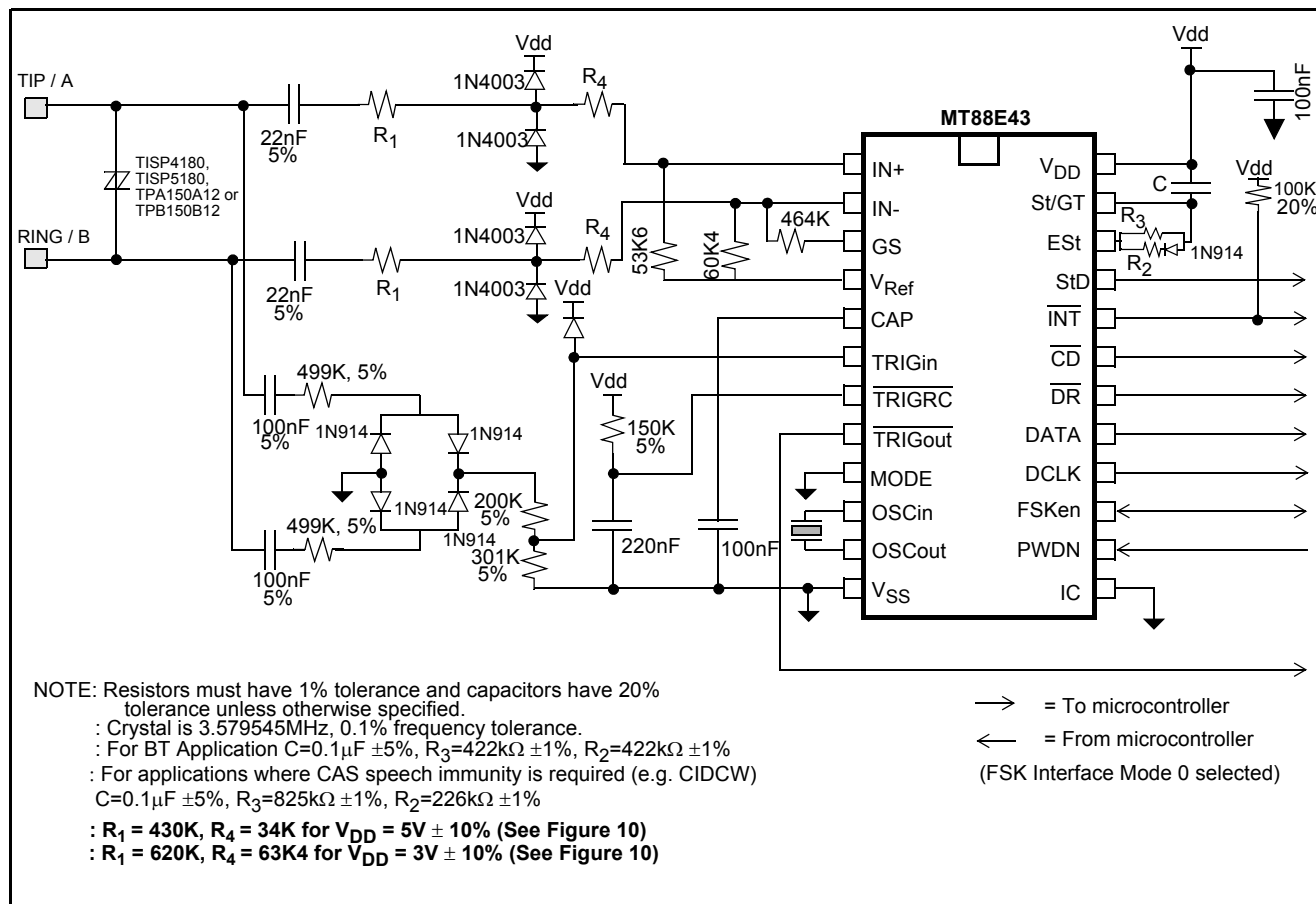 Vdd
TIP / A
1N4003
R4
22nF
5%
R1
1N4003
TISP4180,
TISP5180,
TPA150A12 or
TPB150B12
RING / B
Vdd
1N4003
R4
22nF
5%
R1
1N4003
Vdd
53K6
60K4
464K
499K, 5%
100nF
5%
1N914
1N914
1N914
1N914
499K, 5%
100nF
5%
200K
5%
301K
5%
Vdd
150K
5%
220nF
100nF
MT88E43
IN+
IN-
GS
VRef
CAP
TRIGin
TRIGRC
TRIGout
MODE
OSCin
OSCout
VSS
VDD
St/GT
ESt
StD
INT
CD
DR
DATA
DCLK
FSKen
PWDN
IC
Vdd
100nF
C
Vdd
100K
20%
R3
R2
1N914
NOTE: Resistors must have 1% tolerance and capacitors have 20%
tolerance unless otherwise specified.
: Crystal is 3.579545MHz, 0.1% frequency tolerance.
: For BT Application C=0.1µF ±5%, R3=422kΩ ±1%, R2=422kΩ ±1%
: For applications where CAS speech immunity is required (e.g. CIDCW)
C=0.1µF ±5%, R3=825kΩ ±1%, R2=226kΩ ±1%
: R1 = 430K, R4 = 34K for VDD = 5V ± 10% (See Figure 10)
: R1 = 620K, R4 = 63K4 for VDD = 3V ± 10% (See Figure 10)
= To microcontroller
= From microcontroller
(FSK Interface Mode 0 selected)